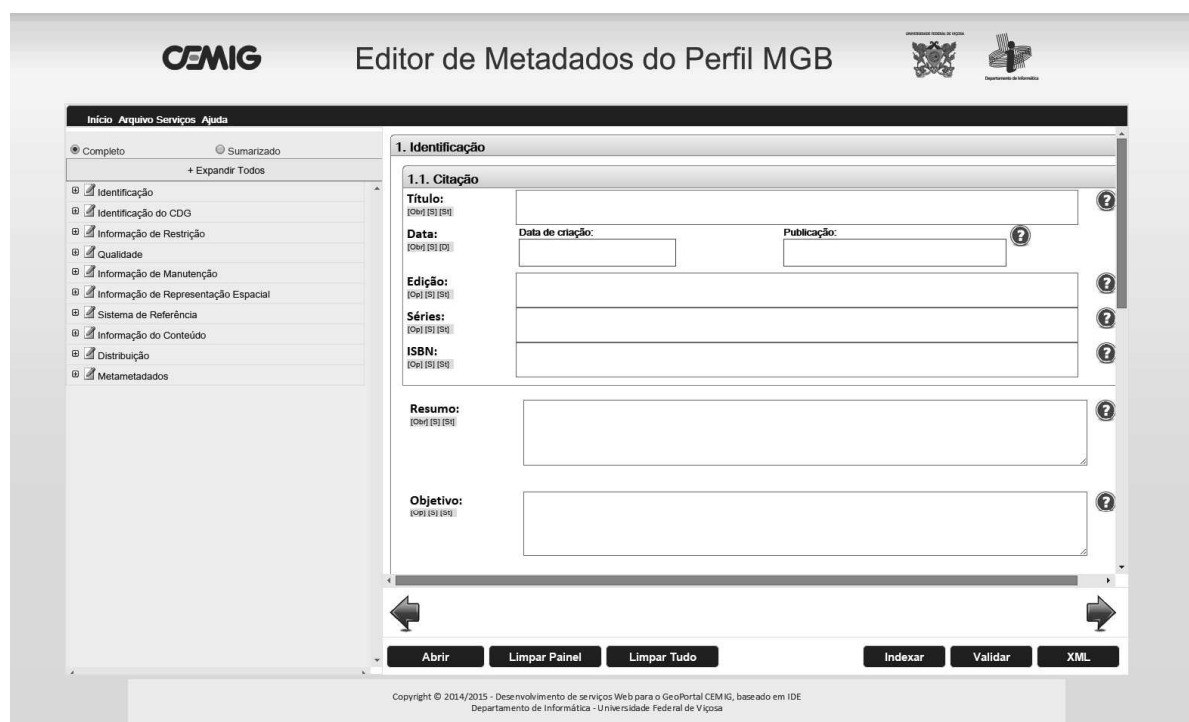 CEMIG
Editor de Metadados do Perfil MGB
UNIVERSIDADE FEDERAL DE VIÇOSA
Departamento de Informática
Início Arquivo Serviços Ajuda
Completo Sumarizado
+ Expandir Todos
Identificação
Identificação do CDG
Informação de Restrição
Qualidade
Informação de Manutenção
Informação de Representação Espacial
Sistema de Referência
Informação do Conteúdo
Distribuição
Metametadados
1. Identificação
1.1. Citação
Título:
[Obr] [S] [St]
Data: Data de criação: Publicação:
[Obr] [S] [D]
Edição:
[Op] [S] [St]
Séries:
[Op] [S] [St]
ISBN:
[Op] [S] [St]
Resumo:
[Obr] [S] [St]
Objetivo:
[Op] [S] [St]
Abrir Limpar Painel Limpar Tudo Indexar Validar XML
Copyright © 2014/2015 - Desenvolvimento de serviços Web para o GeoPortal CEMIG, baseado em IDE
Departamento de Informática - Universidade Federal de Viçosa